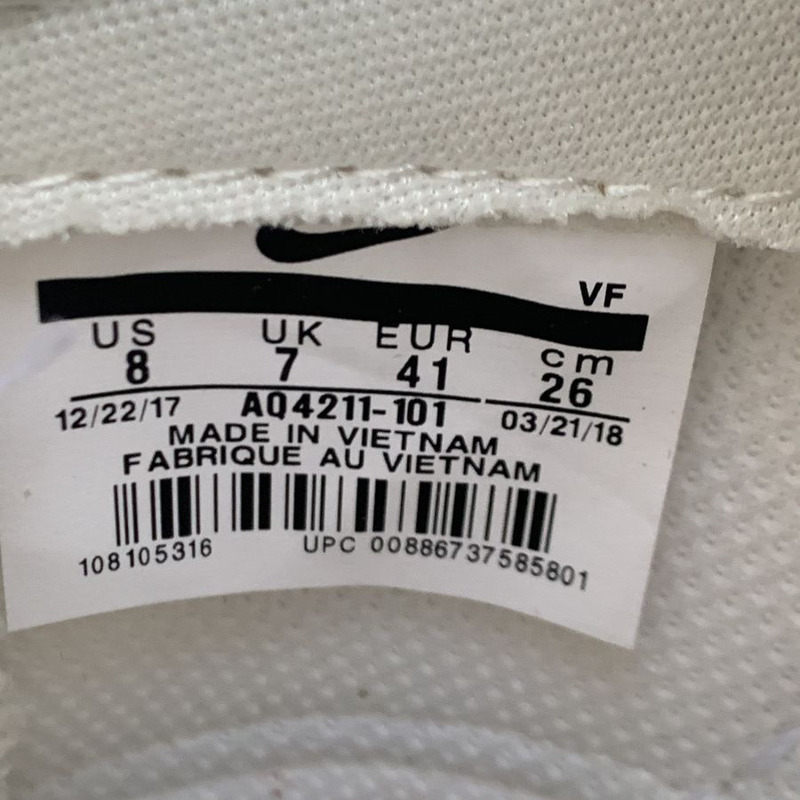 VF
US UK EUR cm
8 7 41 26
12/22/17 AQ4211-101 03/21/18
MADE IN VIETNAM
FABRIQUE AU VIETNAM
108105316 UPC 00886737585801